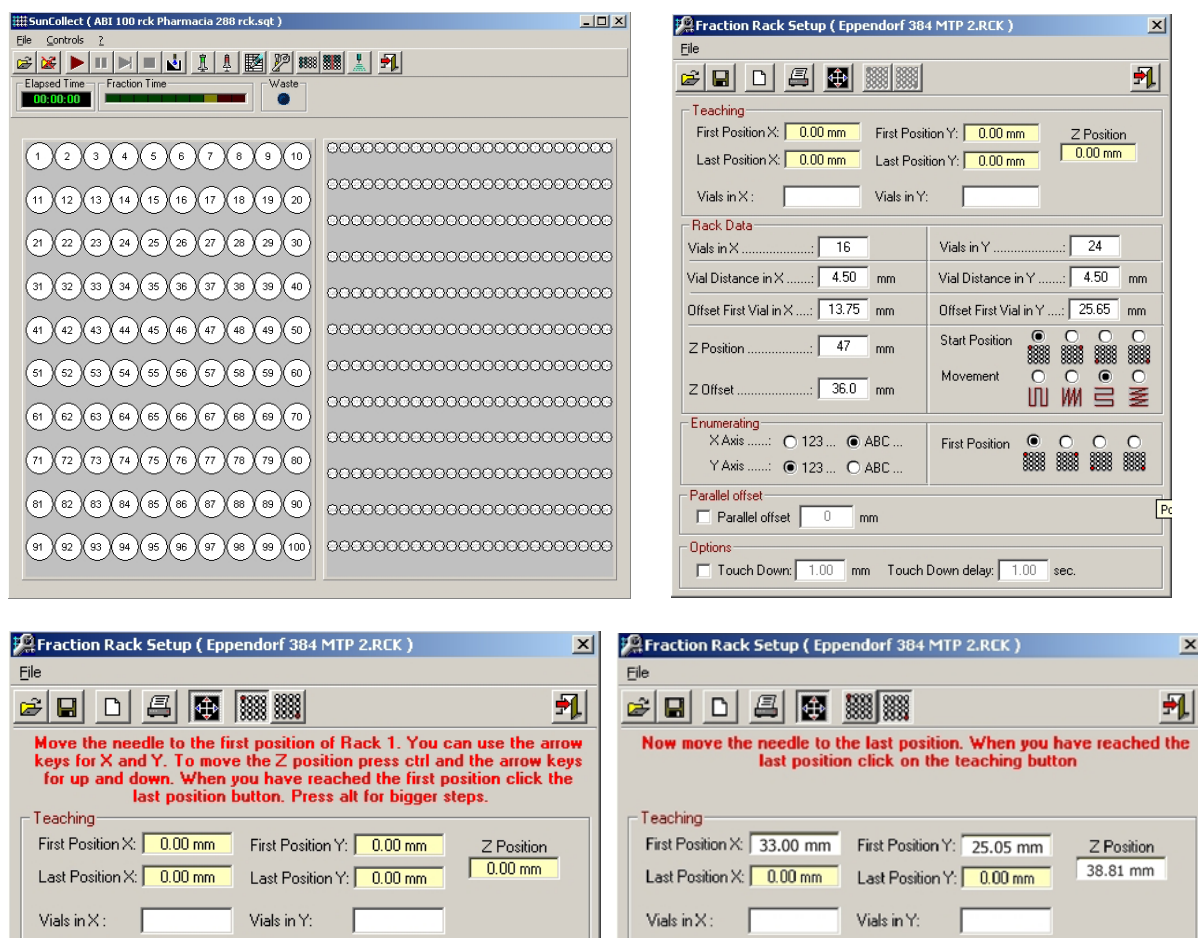 SunCollect ( ABI 100 rck Pharmacia 288 rck.sqt )
File Controls ?
Elapsed Time Fraction Time Waste
00:00:00
1 2 3 4 5 6 7 8 9 10
11 12 13 14 15 16 17 18 19 20
21 22 23 24 25 26 27 28 29 30
31 32 33 34 35 36 37 38 39 40
41 42 43 44 45 46 47 48 49 50
51 52 53 54 55 56 57 58 59 60
61 62 63 64 65 66 67 68 69 70
71 72 73 74 75 76 77 78 79 80
81 82 83 84 85 86 87 88 89 90
91 92 93 94 95 96 97 98 99 100
Fraction Rack Setup ( Eppendorf 384 MTP 2.RCK )
File
Teaching
First Position X: 0.00 mm First Position Y: 0.00 mm Z Position
Last Position X: 0.00 mm Last Position Y: 0.00 mm 0.00 mm
Vials in X : Vials in Y:
Rack Data
Vials in X ....................: 16 Vials in Y ...................: 24
Vial Distance in X .......: 4.50 mm Vial Distance in Y .......: 4.50 mm
Offset First Vial in X ....: 13.75 mm Offset First Vial in Y ....: 25.65 mm
Z Position ...................: 47 mm Start Position
Z Offset .......................: 36.0 mm Movement
Enumerating
X Axis ......: 123 ... ABC ... First Position
Y Axis ......: 123 ... ABC ...
Parallel offset
Parallel offset 0 mm
Options
Touch Down: 1.00 mm Touch Down delay: 1.00 sec.
Fraction Rack Setup ( Eppendorf 384 MTP 2.RCK )
File
Move the needle to the first position of Rack 1. You can use the arrow
keys for X and Y. To move the Z position press ctrl and the arrow keys
for up and down. When you have reached the first position click the
last position button. Press alt for bigger steps.
Teaching
First Position X: 0.00 mm First Position Y: 0.00 mm Z Position
Last Position X: 0.00 mm Last Position Y: 0.00 mm 0.00 mm
Vials in X : Vials in Y:
Fraction Rack Setup ( Eppendorf 384 MTP 2.RCK )
File
Now move the needle to the last position. When you have reached the
last position click on the teaching button
Teaching
First Position X: 33.00 mm First Position Y: 25.05 mm Z Position
Last Position X: 0.00 mm Last Position Y: 0.00 mm 38.81 mm
Vials in X : Vials in Y: